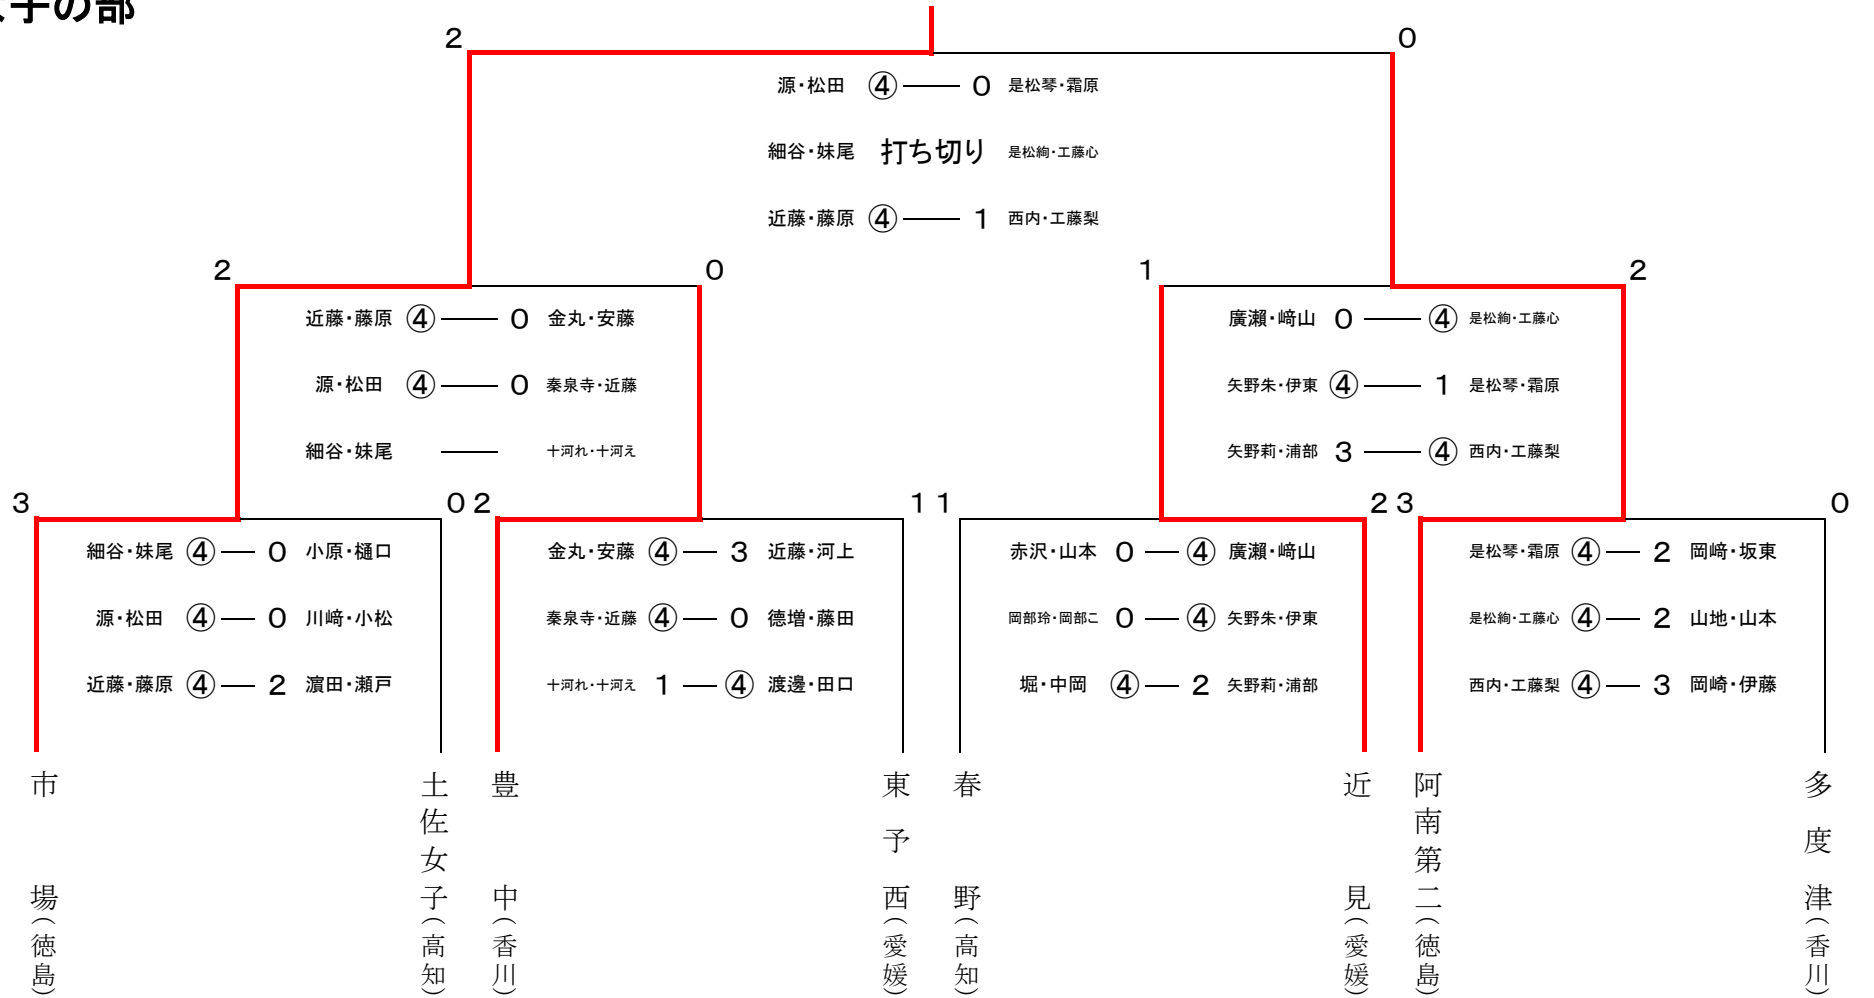 子の部
2 0
源・松田 ④ 0 是松琴・霜原
細谷・妹尾 打ち切り 是松絢・工藤心
近藤・藤原 ④ 1 西内・工藤梨
2 0 1 2
近藤・藤原 ④ 0 金丸・安藤
源・松田 ④ 0 秦泉寺・近藤
細谷・妹尾 十河れ・十河え
廣瀬・﨑山 0 ④ 是松絢・工藤心
矢野朱・伊東 ④ 1 是松琴・霜原
矢野莉・浦部 3 ④ 西内・工藤梨
3 0 2 1 1 2 3 0
細谷・妹尾 ④ 0 小原・樋口
源・松田 ④ 0 川﨑・小松
近藤・藤原 ④ 2 濵田・瀬戸
金丸・安藤 ④ 3 近藤・河上
秦泉寺・近藤 ④ 0 德増・藤田
十河れ・十河え 1 ④ 渡邊・田口
赤沢・山本 0 ④ 廣瀬・﨑山
岡部玲・岡部こ 0 ④ 矢野朱・伊東
堀・中岡 ④ 2 矢野莉・浦部
是松琴・霜原 ④ 2 岡﨑・坂東
是松絢・工藤心 ④ 2 山地・山本
西内・工藤梨 ④ 3 岡崎・伊藤
市場(徳島)
土佐女子(高知)
豊中(香川)
東予西(愛媛)
春野(高知)
近見(愛媛)
阿南第二(徳島)
多度津(香川)